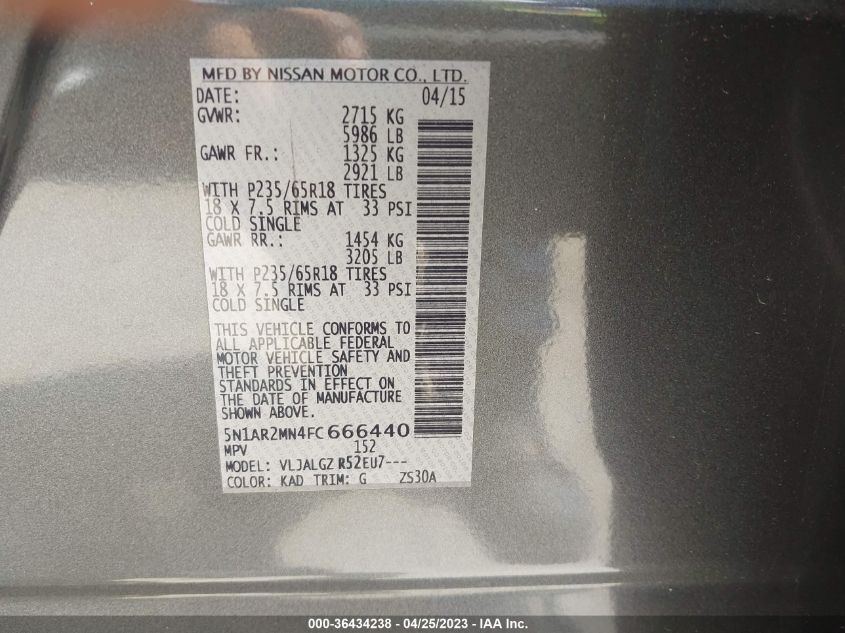 MFD BY NISSAN MOTOR CO., LTD.
DATE: 04/15
GVWR: 2715 KG
5986 LB
GAWR FR.: 1325 KG
2921 LB
WITH P235/65R18 TIRES
18 X 7.5 RIMS AT 33 PSI
COLD SINGLE
GAWR RR.: 1454 KG
3205 LB
WITH P235/65R18 TIRES
18 X 7.5 RIMS AT 33 PSI
COLD SINGLE
THIS VEHICLE CONFORMS TO
ALL APPLICABLE FEDERAL
MOTOR VEHICLE SAFETY AND
THEFT PREVENTION
STANDARDS IN EFFECT ON
THE DATE OF MANUFACTURE
SHOWN ABOVE.
5N1AR2MN4FC666440
MPV 152
MODEL: VLJALGZ R52EU7---
COLOR: KAD TRIM: G ZS30A
000-36434238 - 04/25/2023 - IAA Inc.